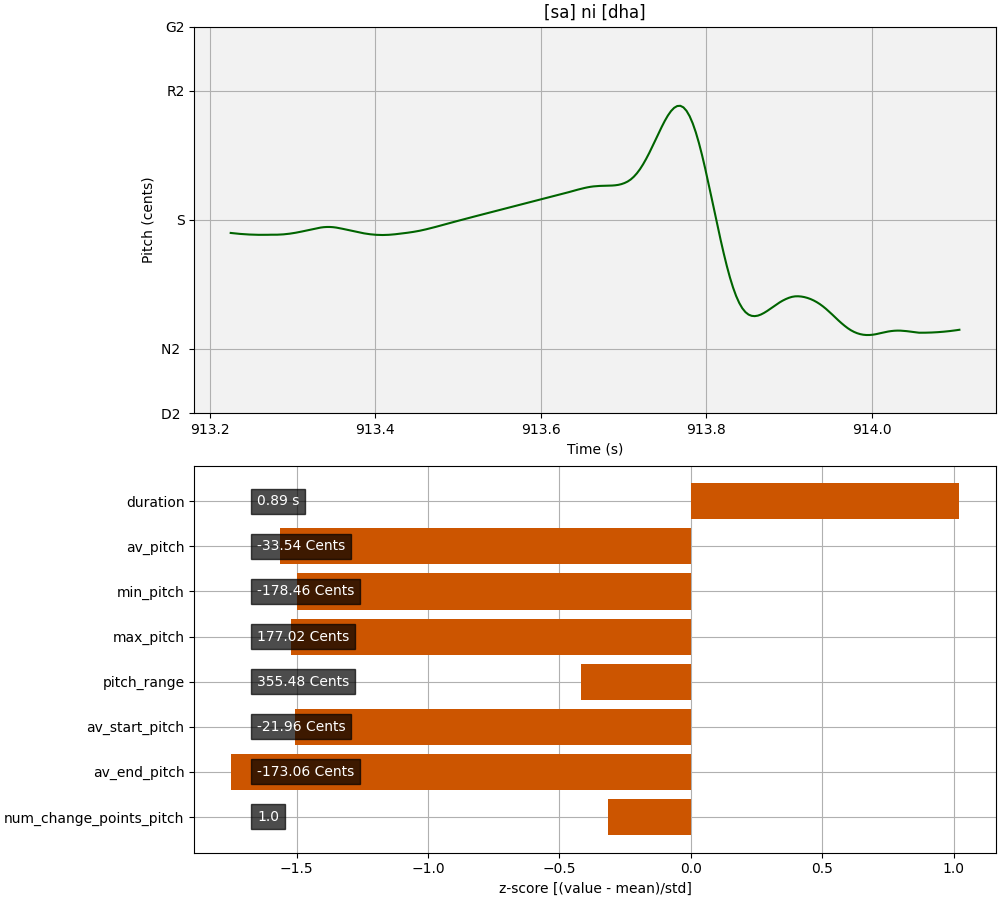 [sa] ni [dha]
G2
R2
S
N2
D2
Pitch (cents)
913.2 913.4 913.6 913.8 914.0
Time (s)
duration 0.89 s
av_pitch -33.54 Cents
min_pitch -178.46 Cents
max_pitch 177.02 Cents
pitch_range 355.48 Cents
av_start_pitch -21.96 Cents
av_end_pitch -173.06 Cents
num_change_points_pitch 1.0
−1.5 −1.0 −0.5 0.0 0.5 1.0
z-score [(value - mean)/std]